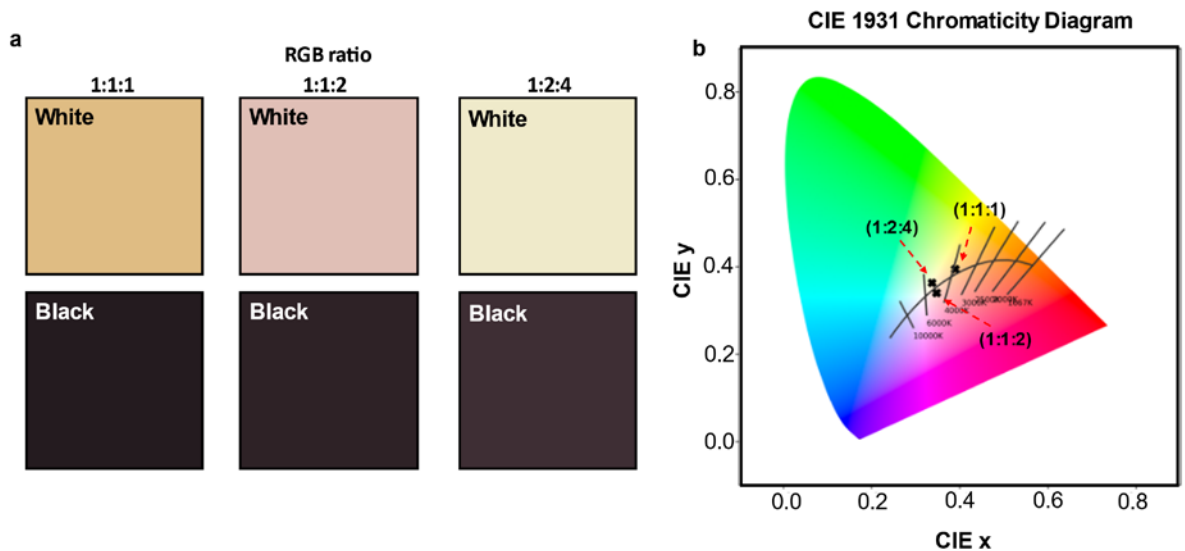 a
RGB ratio
1:1:1 1:1:2 1:2:4
White White White
Black Black Black
CIE 1931 Chromaticity Diagram
b
CIE y
0.8
0.6
0.4
0.2
0.0
(1:1:1)
(1:2:4)
(1:1:2)
10000K
6000K
4000K
3000K
2500K
2000K
1667K
0.0 0.2 0.4 0.6 0.8
CIE x